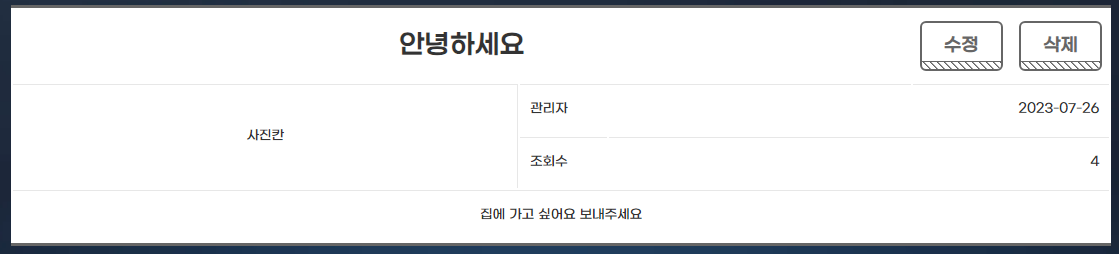 안녕하세요 수정 삭제
사진칸
관리자 2023-07-26
조회수 4
집에 가고 싶어요 보내주세요